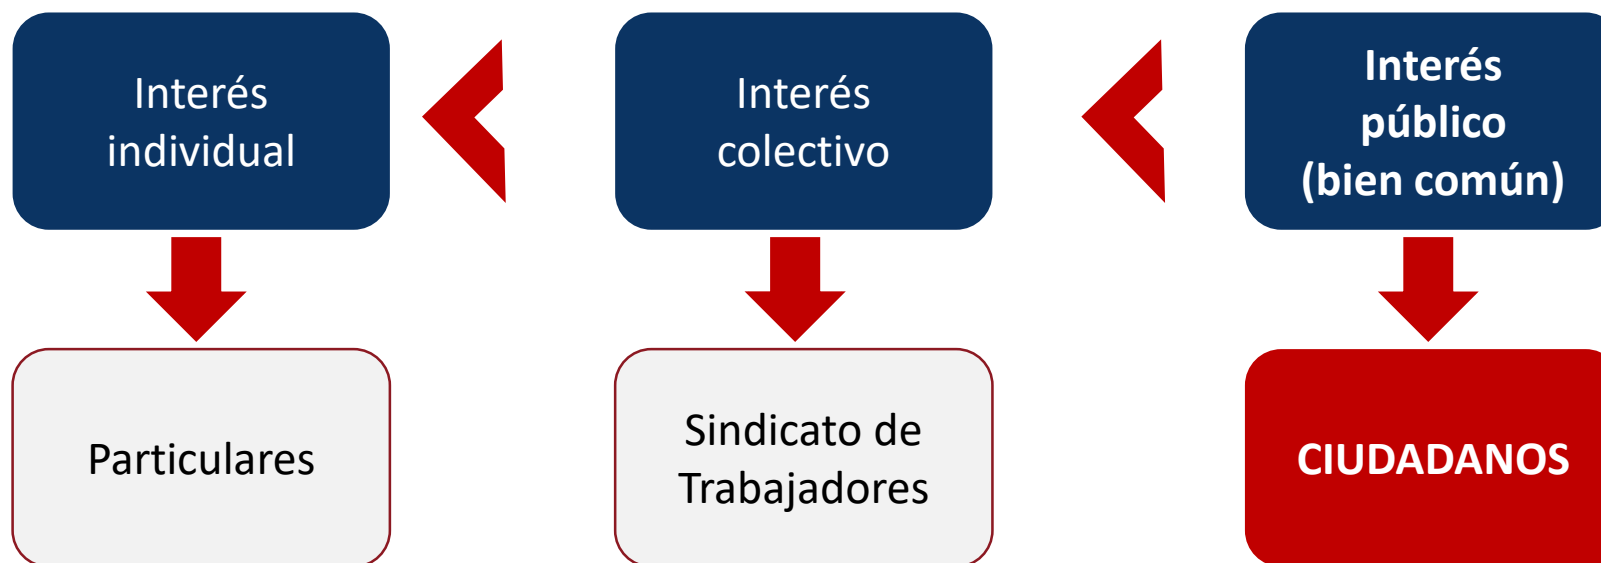 Interés
individual
Interés
colectivo
Interés
público
(bien común)
Particulares
Sindicato de
Trabajadores
CIUDADANOS